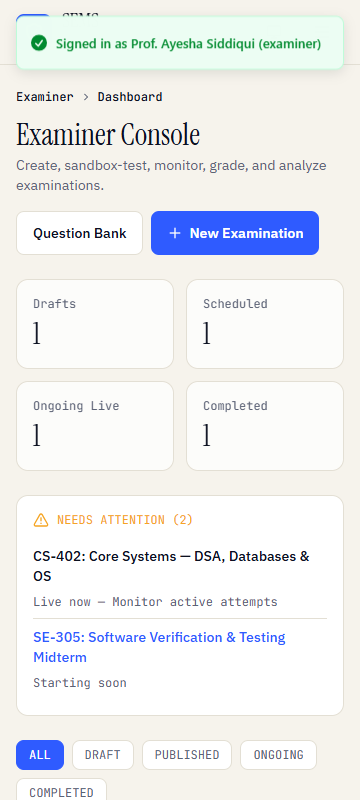 Signed in as Prof. Ayesha Siddiqui (examiner)
Examiner > Dashboard
Examiner Console
Create, sandbox-test, monitor, grade, and analyze
examinations.
Question Bank
+ New Examination
Drafts
1
Scheduled
1
Ongoing Live
1
Completed
1
NEEDS ATTENTION (2)
CS-402: Core Systems — DSA, Databases &
OS
Live now — Monitor active attempts
SE-305: Software Verification & Testing
Midterm
Starting soon
ALL
DRAFT
PUBLISHED
ONGOING
COMPLETED